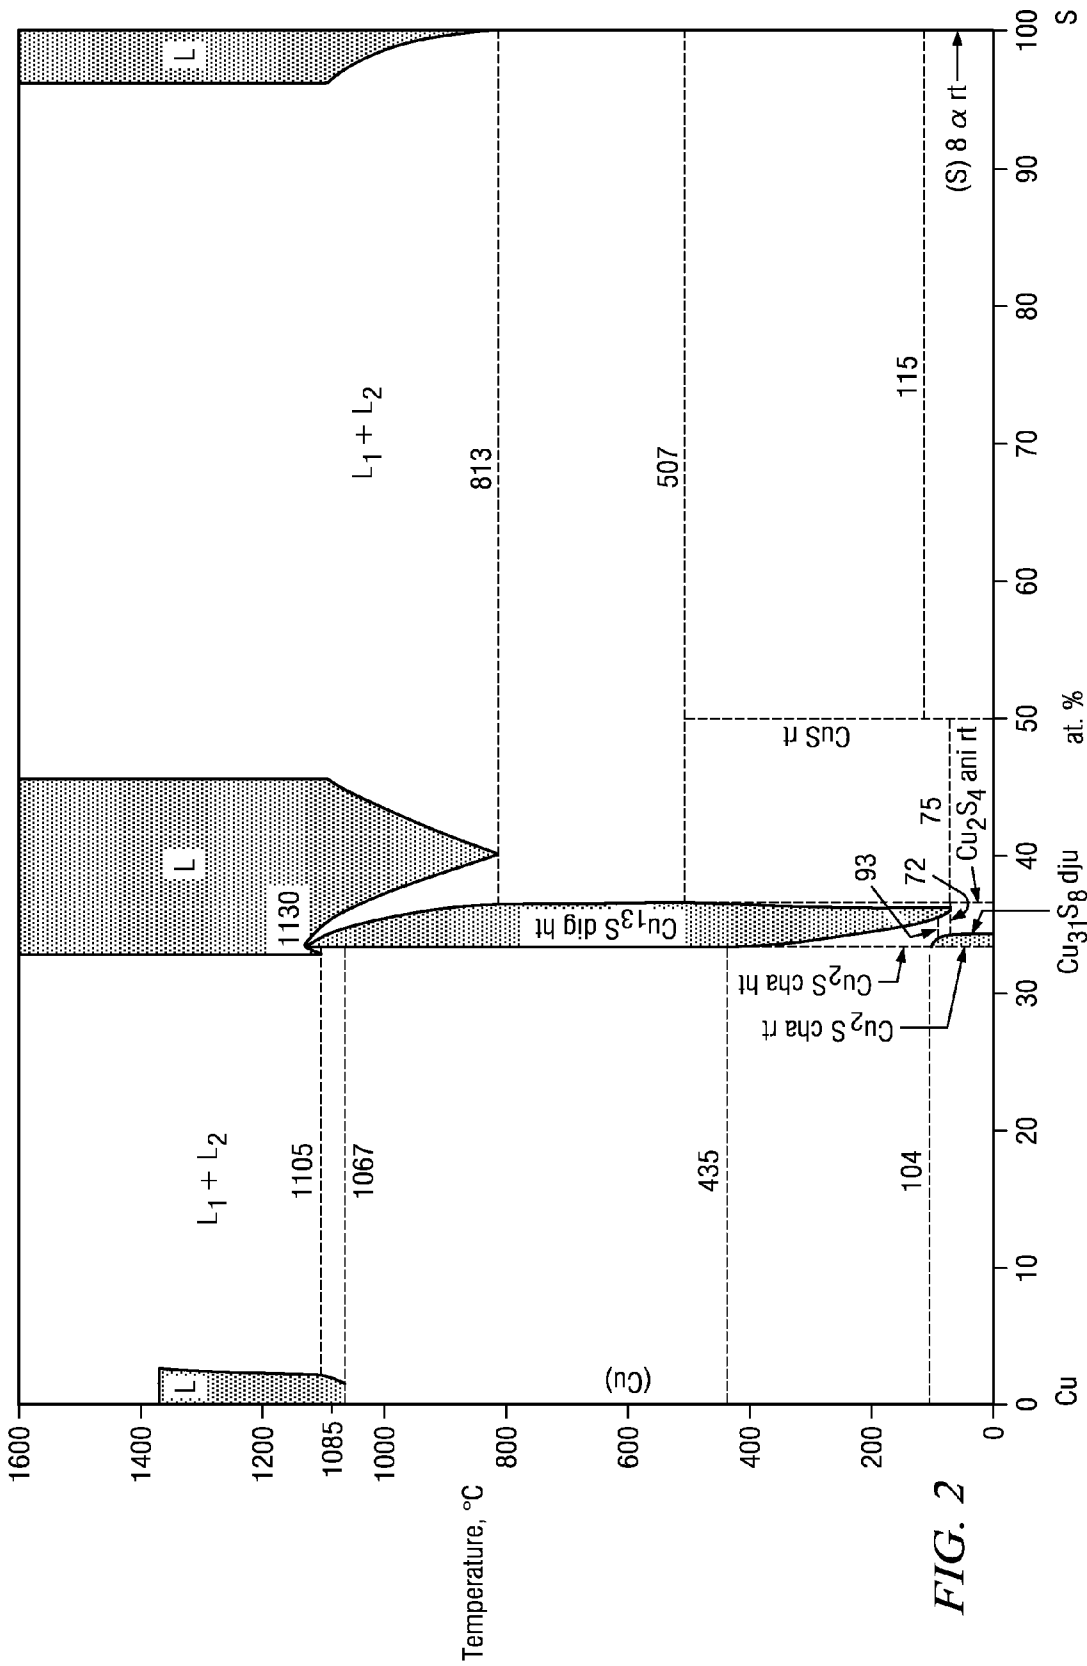 1600
1400
1200
1085
1000
800
600
400
200
0
Temperature, °C
L
L
L
L₁ + L₂
L₁ + L₂
1130
1105
1067
813
507
435
115
104
93
75
72
(Cu)
Cu₁₃S dig ht
CuS rt
Cu₂S cha ht
Cu₂S cha rt
Cu₂S₄ ani rt
(S) 8 α rt
0 10 20 30 40 50 60 70 80 90 100
Cu Cu₃₁S₈ dju at. % S
FIG. 2